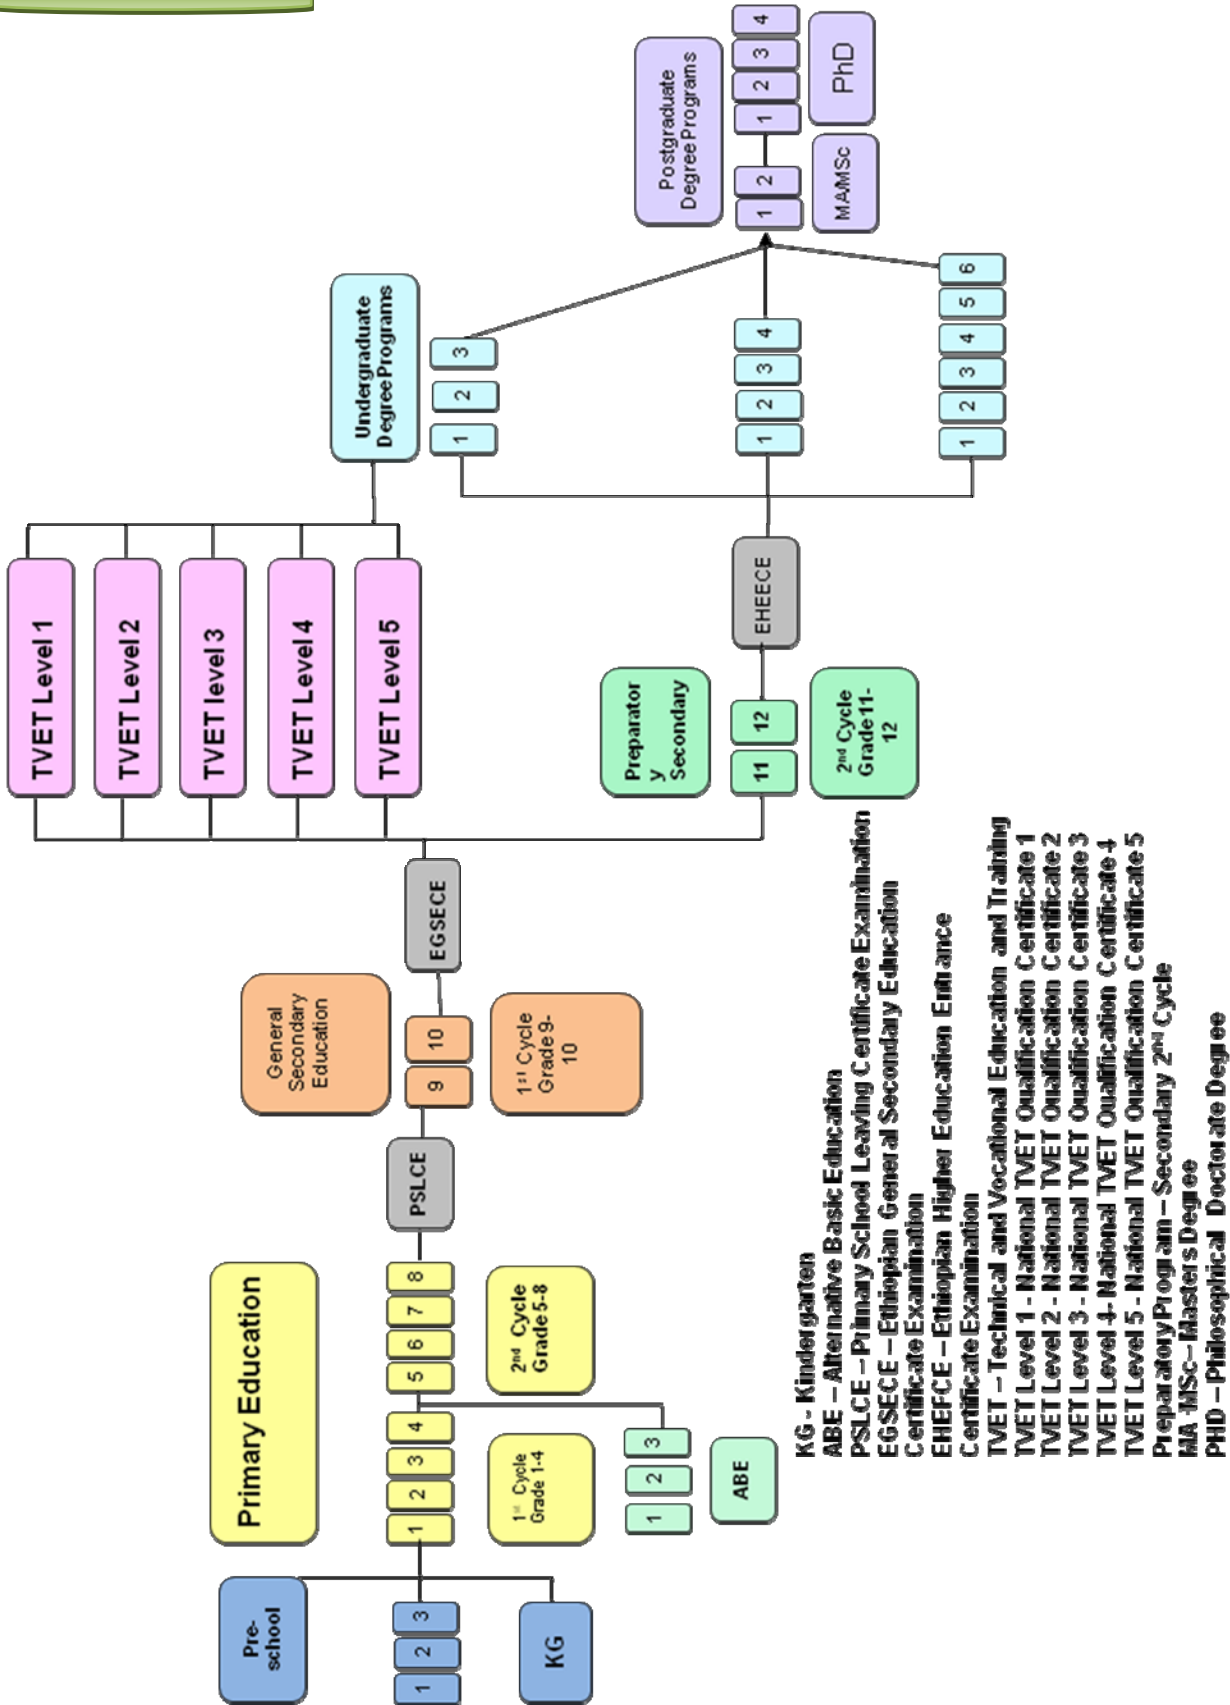 Pre-
school
1 2 3
KG
Primary Education
1 2 3 4 5 6 7 8
1st Cycle
Grade 1-4
2nd Cycle
Grade 5-8
1 2 3
ABE
PSLCE
General
Secondary
Education
9 10
1st Cycle
Grade 9-
10
EGSECE
TVET Level 1
TVET Level 2
TVET level 3
TVET Level 4
TVET Level 5
Preparator
y
Secondary
11 12
2nd Cycle
Grade 11-
12
EHEECE
Undergraduate
Degree Programs
1 2 3
1 2 3 4
1 2 3 4 5 6
Postgraduate
Degree Programs
1 2 1 2 3 4
MA/MSc
PhD
KG - Kindergarten
ABE – Alternative Basic Education
PSLCE – Primary School Leaving Certificate Examination
EGSECE – Ethiopian General Secondary Education
Certificate Examination
EHEECE – Ethiopian Higher Education Entrance
Certificate Examination
TVET – Technical and Vocational Education and Training
TVET Level 1 - National TVET Qualification Certificate 1
TVET Level 2 - National TVET Qualification Certificate 2
TVET Level 3 - National TVET Qualification Certificate 3
TVET Level 4- National TVET Qualification Certificate 4
TVET Level 5 - National TVET Qualification Certificate 5
Preparatory Program – Secondary 2ND Cycle
MA /MSc – Masters Degree
PHD – Philosophical Doctorate Degree